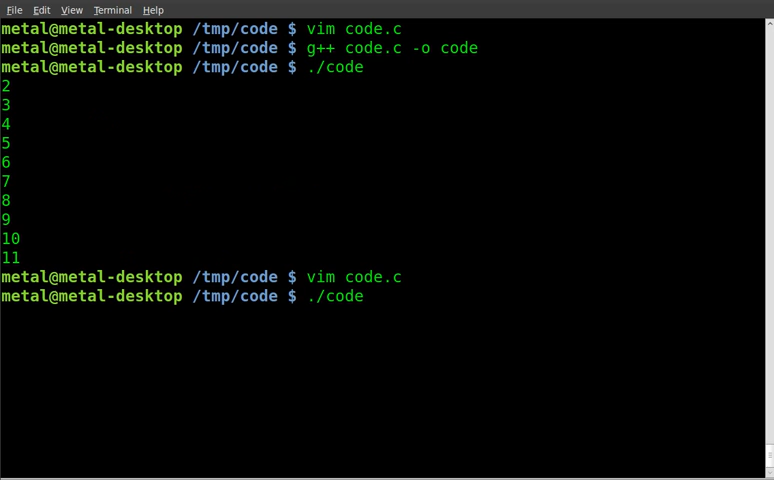 File Edit View Terminal Help
metal@metal-desktop /tmp/code $ vim code.c
metal@metal-desktop /tmp/code $ g++ code.c -o code
metal@metal-desktop /tmp/code $ ./code
2
3
4
5
6
7
8
9
10
11
metal@metal-desktop /tmp/code $ vim code.c
metal@metal-desktop /tmp/code $ ./code